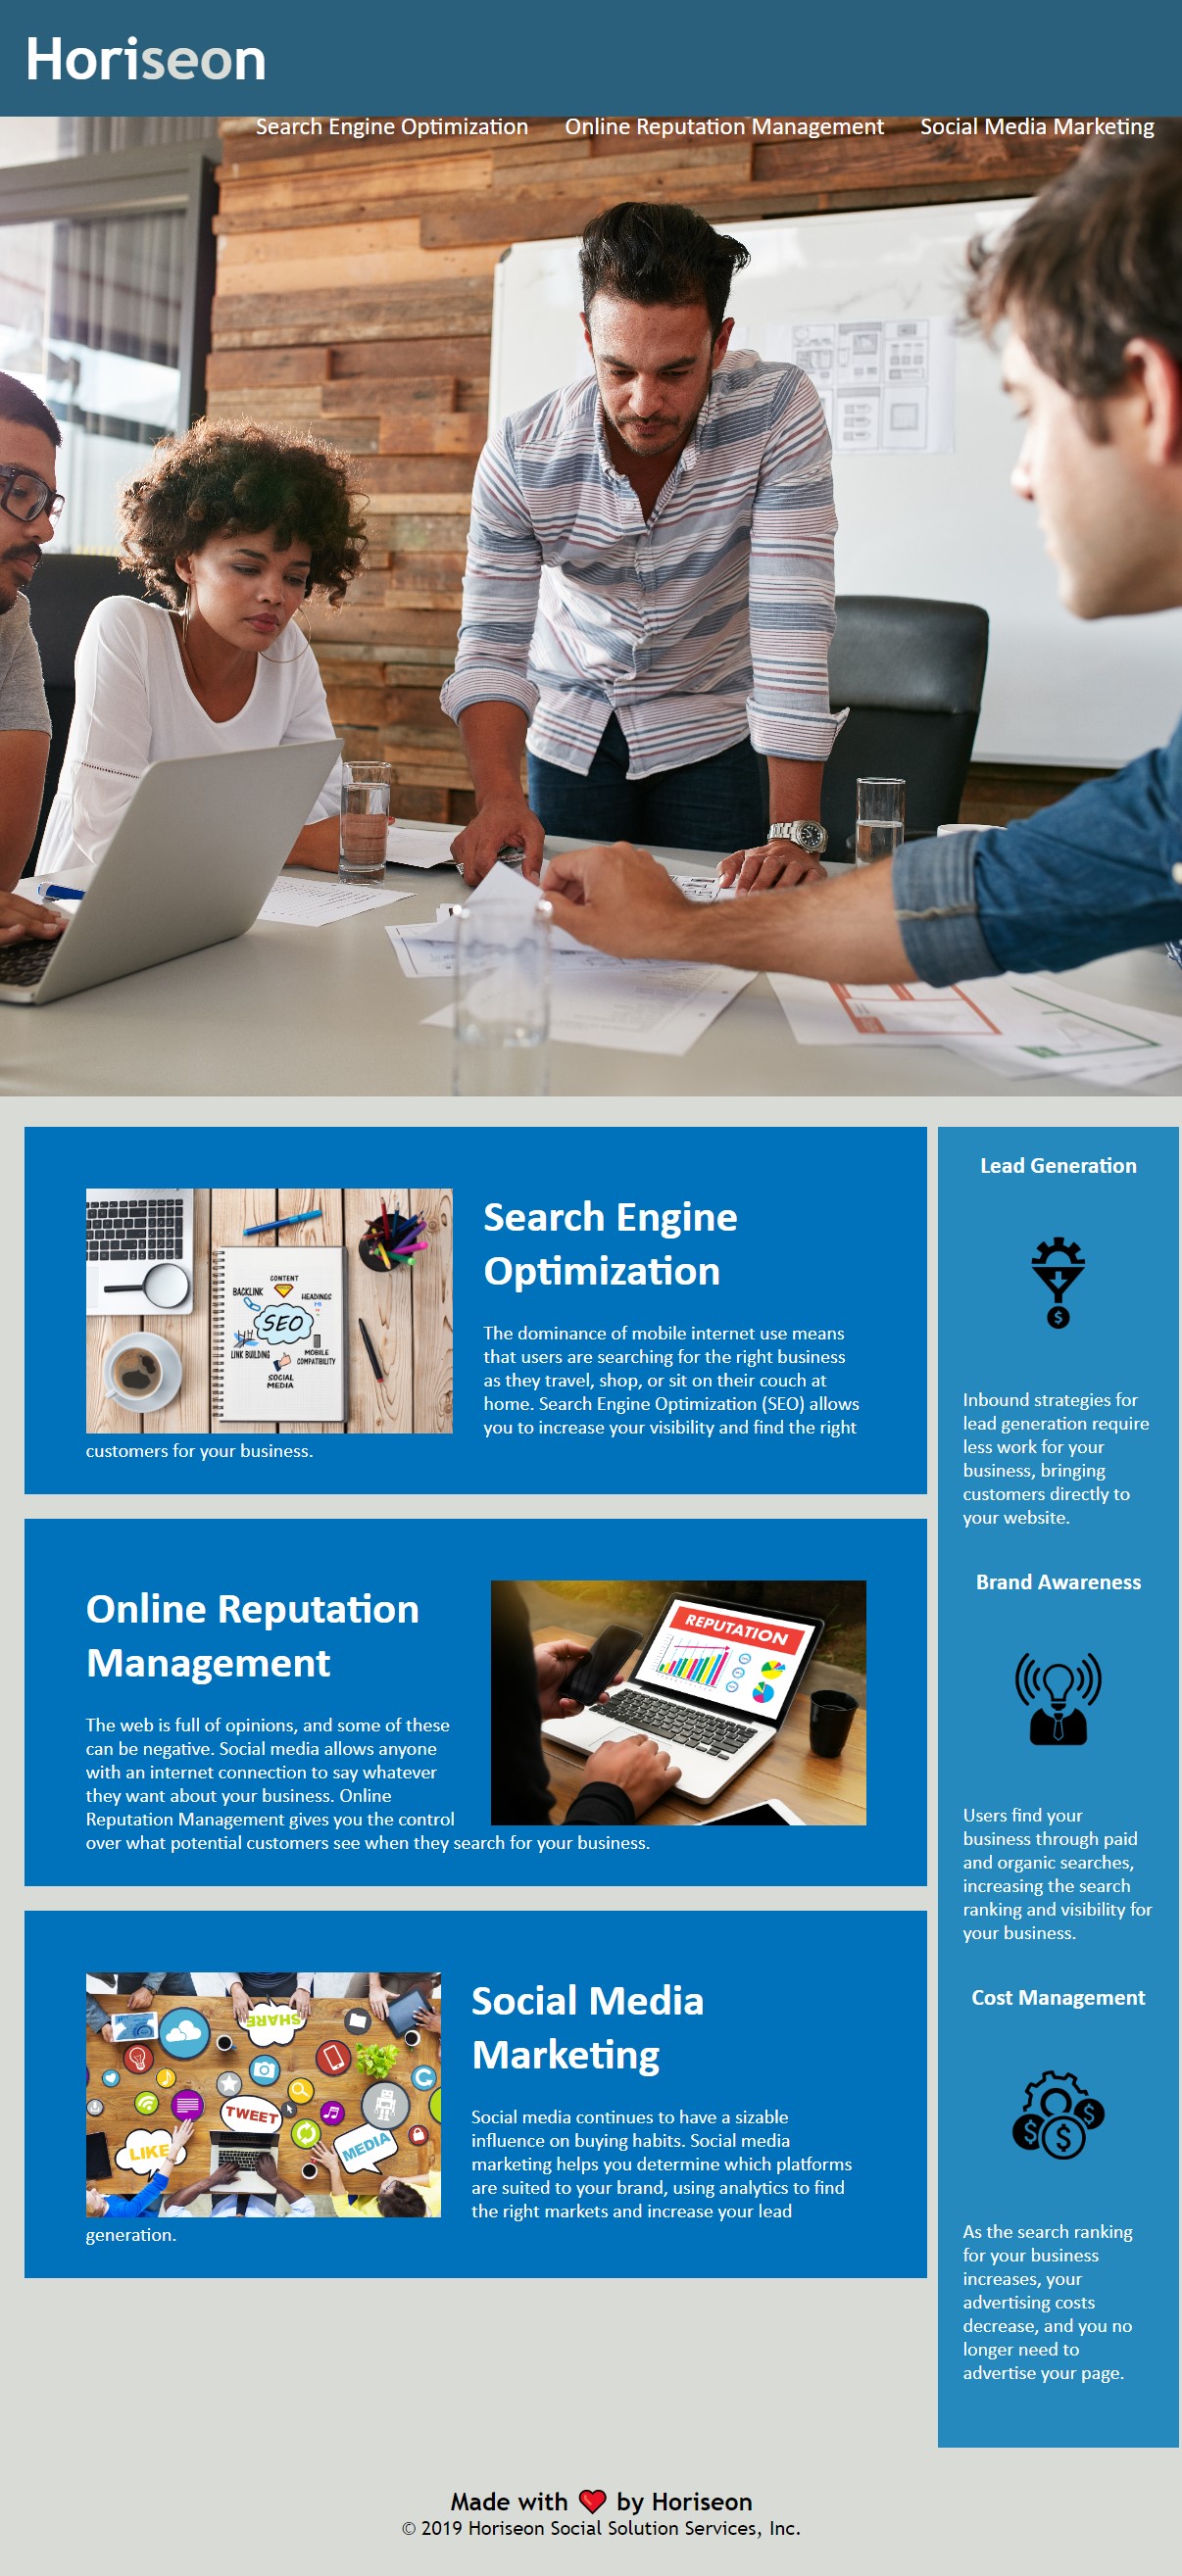 Horiseon
Search Engine Optimization
Online Reputation Management
Social Media Marketing
CONTENT
BACKLINK
HEADINGS
SEO
LINK BUILDING
MOBILE
COMPATIBILITY
SOCIAL
MEDIA
Search Engine
Optimization
The dominance of mobile internet use means
that users are searching for the right business
as they travel, shop, or sit on their couch at
home. Search Engine Optimization (SEO) allows
you to increase your visibility and find the right
customers for your business.
Online Reputation
Management
The web is full of opinions, and some of these
can be negative. Social media allows anyone
with an internet connection to say whatever
they want about your business. Online
Reputation Management gives you the control
over what potential customers see when they search for your business.
REPUTATION
SHARE
TWEET
LIKE
MEDIA
Social Media
Marketing
Social media continues to have a sizable
influence on buying habits. Social media
marketing helps you determine which platforms
are suited to your brand, using analytics to find
the right markets and increase your lead
generation.
Lead Generation
$
Inbound strategies for
lead generation require
less work for your
business, bringing
customers directly to
your website.
Brand Awareness
Users find your
business through paid
and organic searches,
increasing the search
ranking and visibility for
your business.
Cost Management
$ $ $
As the search ranking
for your business
increases, your
advertising costs
decrease, and you no
longer need to
advertise your page.
Made with ❤️ by Horiseon
© 2019 Horiseon Social Solution Services, Inc.